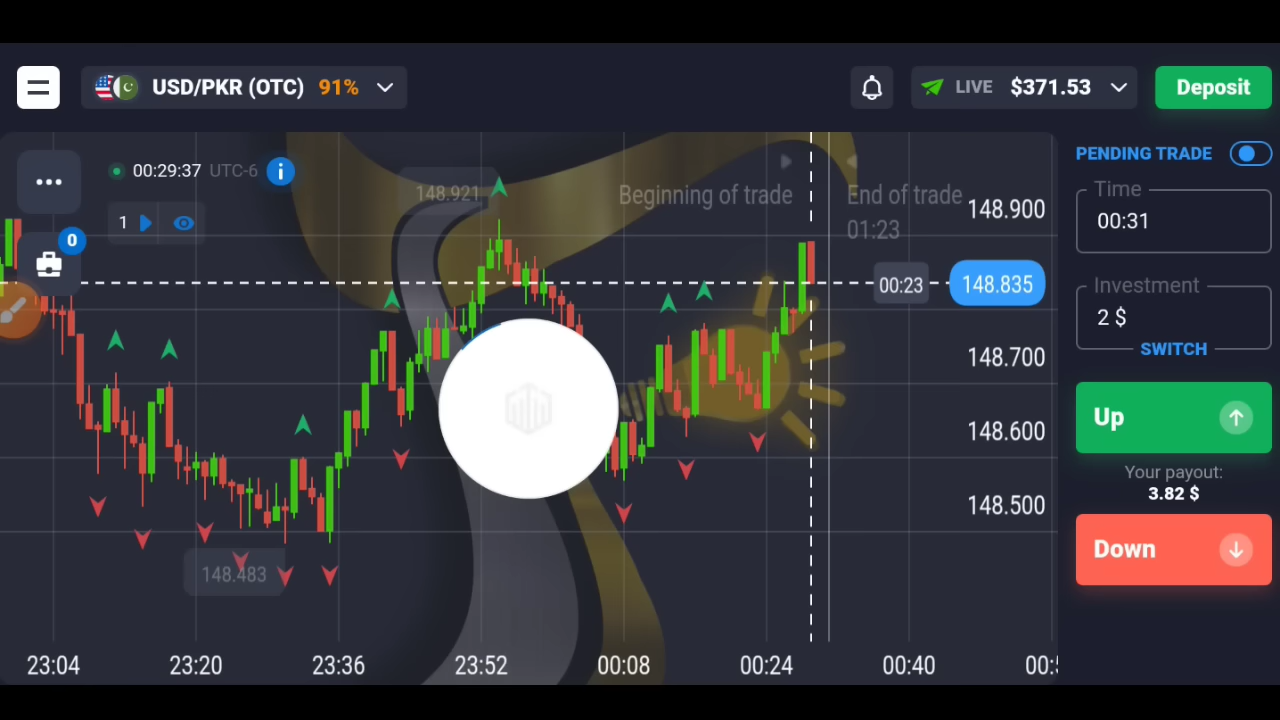 USD/PKR (OTC) 91%
LIVE $371.53
Deposit
00:29:37 UTC-6
i
PENDING TRADE
Time
00:31
1
0
148.921
Beginning of trade
End of trade
01:23
148.900
00:23
148.835
Investment
2 $
SWITCH
148.700
Up
148.600
Your payout:
3.82 $
148.500
Down
148.483
23:04 23:20 23:36 23:52 00:08 00:24 00:40